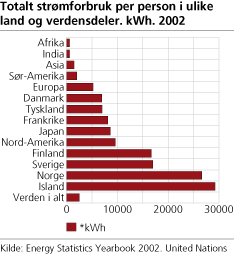 Totalt strømforbruk per person i ulike
land og verdensdeler. kWh. 2002
Afrika
India
Asia
Sør-Amerika
Europa
Danmark
Tyskland
Frankrike
Japan
Nord-Amerika
Finland
Sverige
Norge
Island
Verden i alt
0 10000 20000 30000
*kWh
Kilde: Energy Statistics Yearbook 2002. United Nations